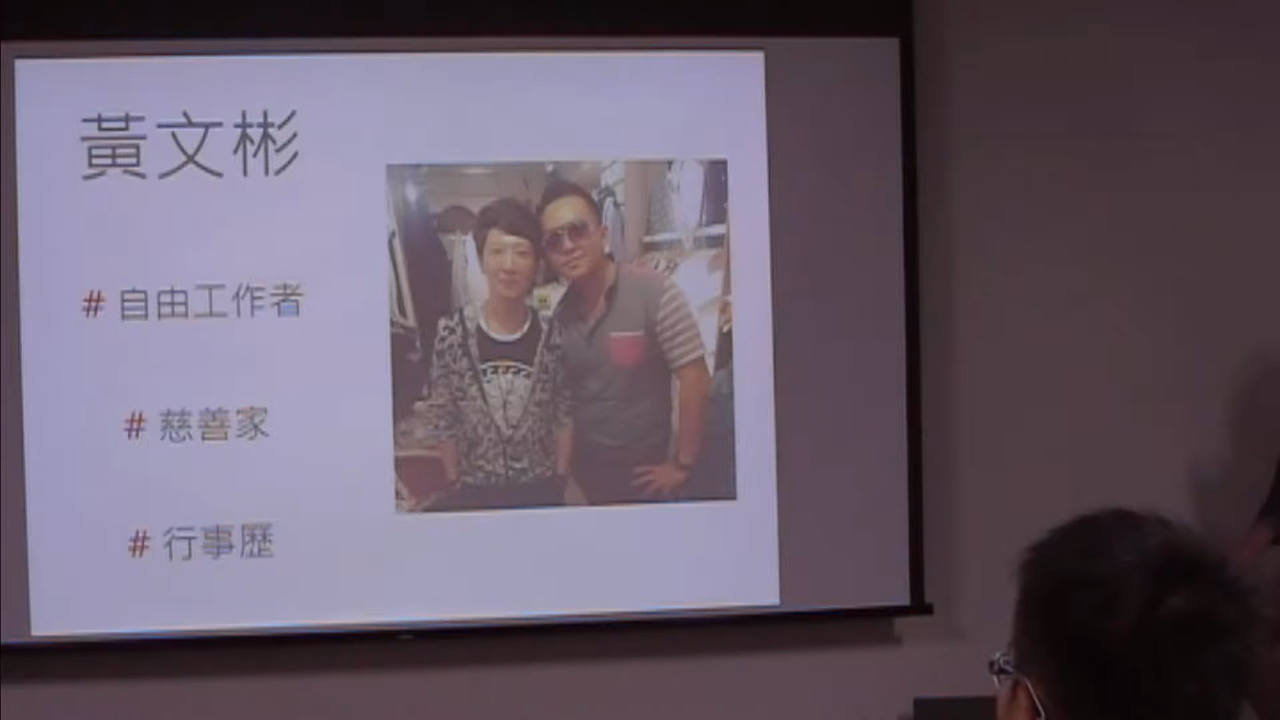 黃文彬
# 自由工作者
# 慈善家
# 行事歷